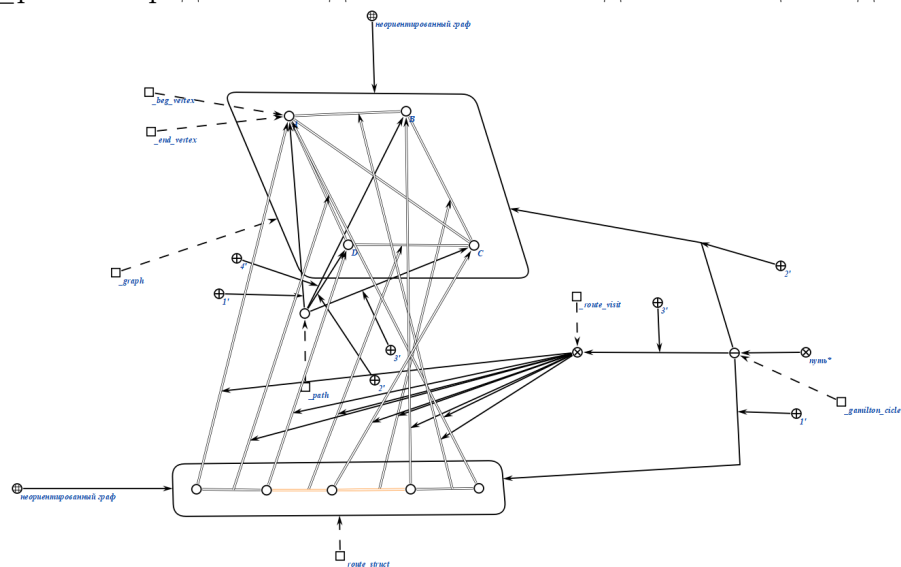 неориентированный граф
_beg_vertex
B
_end_vertex
D
C
4'
2'
_graph
1'
_route_visit
3'
3'
путь*
2'
_path
_gamilton_cicle
1'
неориентированный граф
route_struct